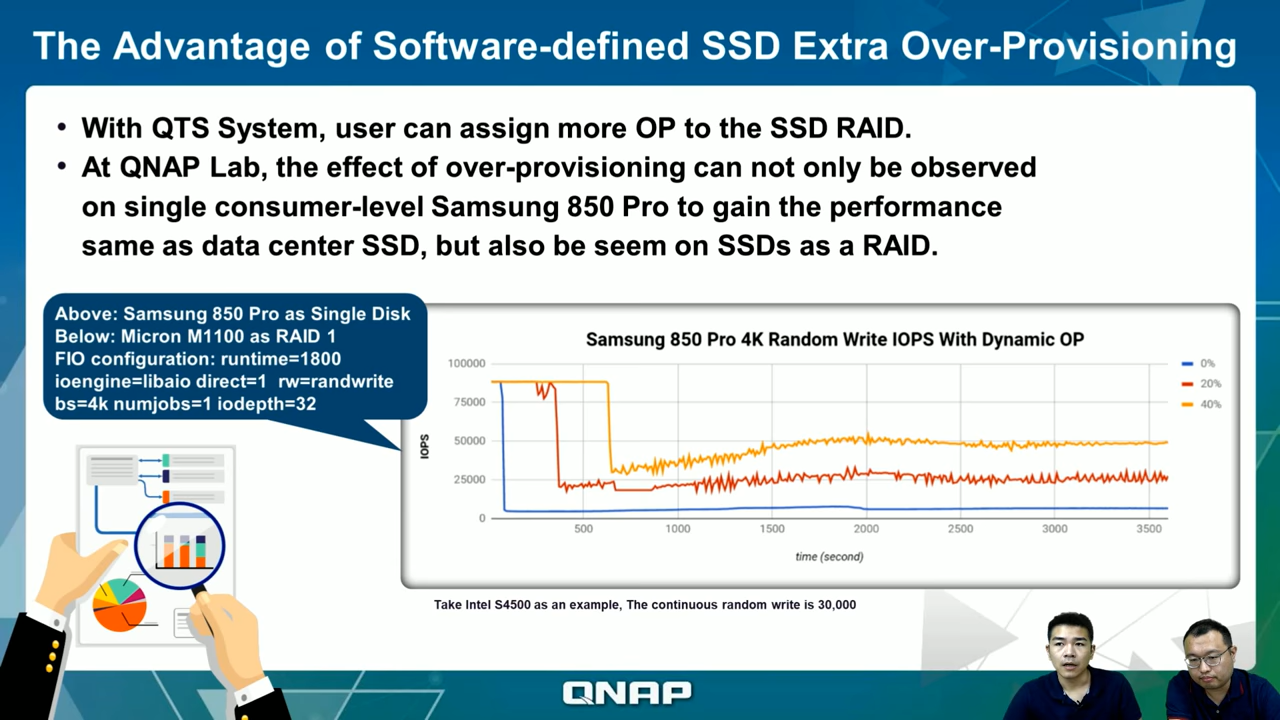 The Advantage of Software-defined SSD Extra Over-Provisioning
• With QTS System, user can assign more OP to the SSD RAID.
• At QNAP Lab, the effect of over-provisioning can not only be observed
on single consumer-level Samsung 850 Pro to gain the performance
same as data center SSD, but also be seem on SSDs as a RAID.
Above: Samsung 850 Pro as Single Disk
Below: Micron M1100 as RAID 1
FIO configuration: runtime=1800
ioengine=libaio direct=1 rw=randwrite
bs=4k numjobs=1 iodepth=32
Samsung 850 Pro 4K Random Write IOPS With Dynamic OP
100000
75000
50000
25000
0
IOPS
500 1000 1500 2000 2500 3000 3500
time (second)
0%
20%
40%
Take Intel S4500 as an example, The continuous random write is 30,000
QNAP